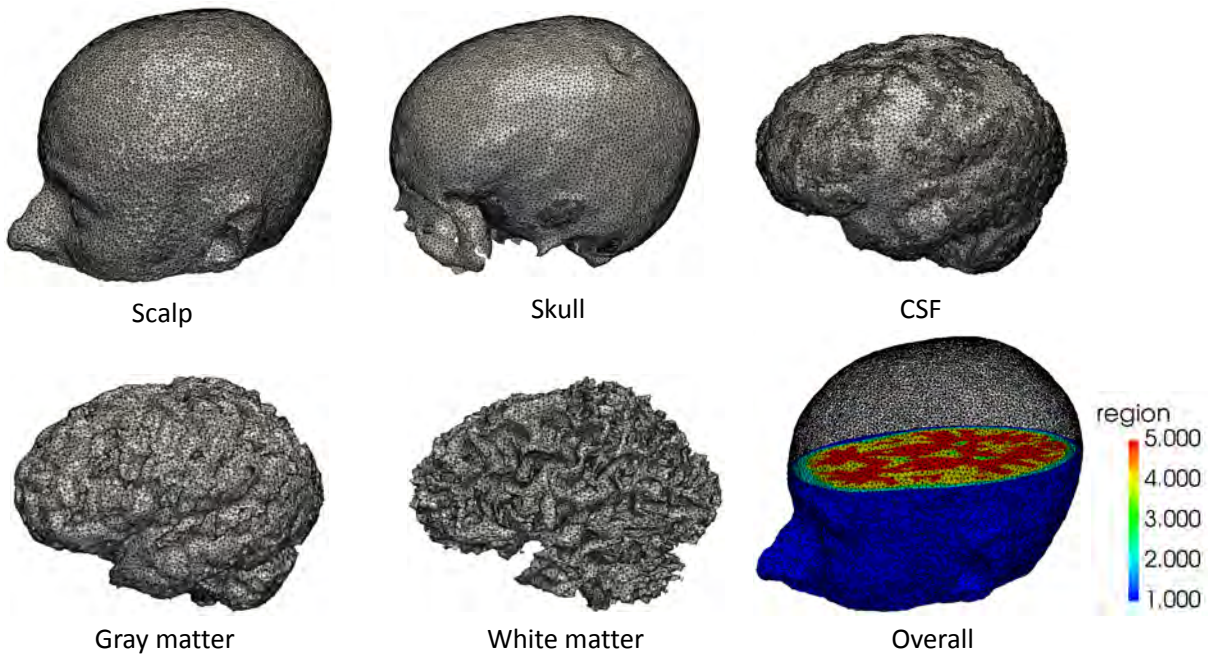 Scalp
Skull
CSF
region
5.000
4.000
3.000
2.000
1.000
Gray matter
White matter
Overall